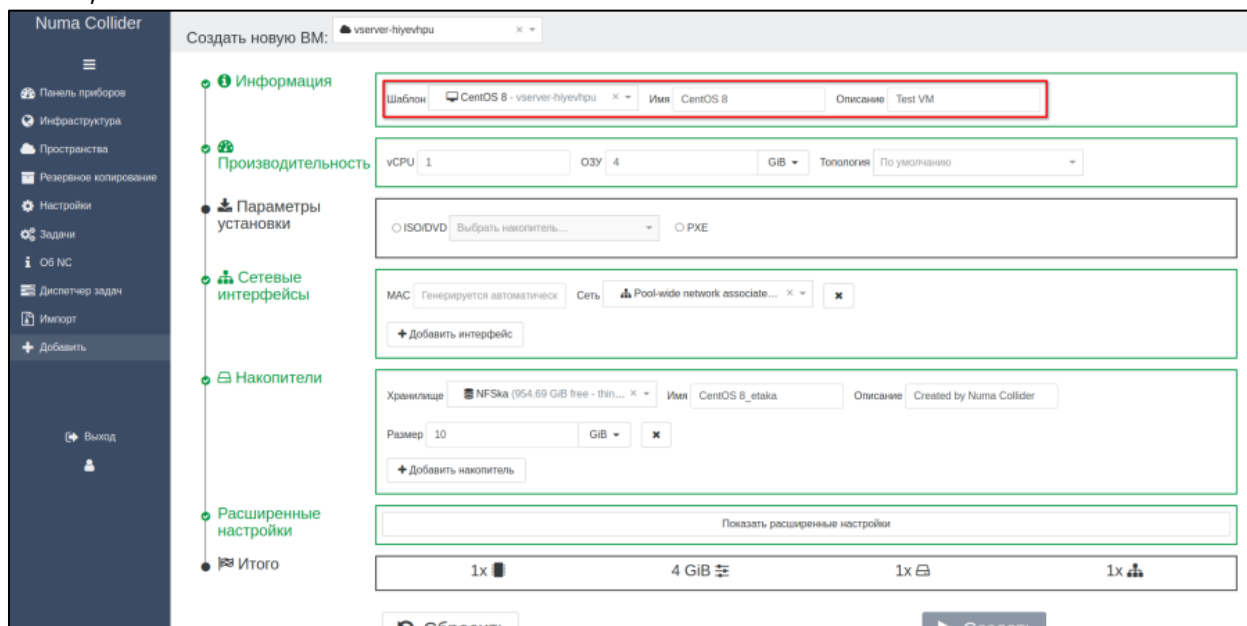 Numa Collider
Создать новую ВМ: vserver-hiyevhpu
Панель приборов
Инфраструктура
Пространства
Резервное копирование
Настройки
Задачи
Об NC
Диспетчер задач
Импорт
Добавить
Выход
Информация
Шаблон CentOS 8 - vserver-hiyevhpu Имя CentOS 8 Описание Test VM
Производительность
vCPU 1 ОЗУ 4 GiB Топология По умолчанию
Параметры
установки
ISO/DVD Выбрать накопитель... PXE
Сетевые
интерфейсы
MAC Генерируется автоматическ Сеть Pool-wide network associate...
Добавить интерфейс
Накопители
Хранилище NFSka (954.69 GiB free - thin... Имя CentOS 8_etaka Описание Created by Numa Collider
Размер 10 GiB
Добавить накопитель
Расширенные
настройки
Показать расширенные настройки
Итого
1x 4 GiB 1x 1x
Сбросить Создать